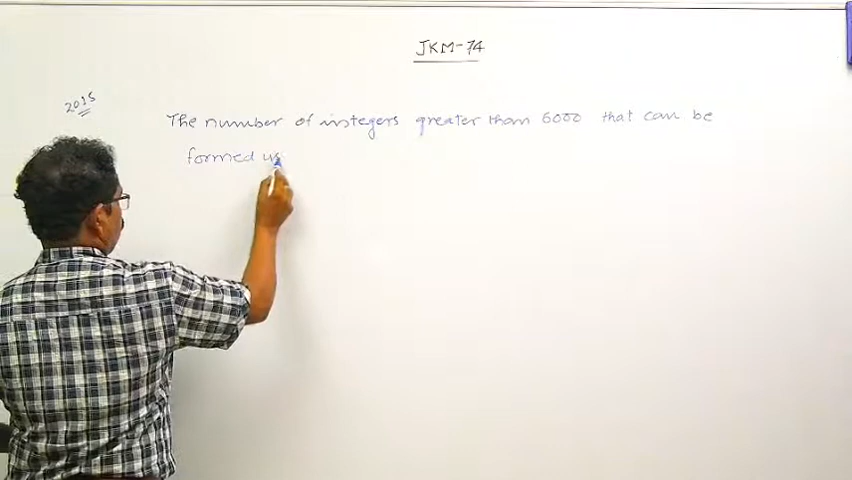 JKM-74
2015
The number of integers greater than 6000 that can be
formed us